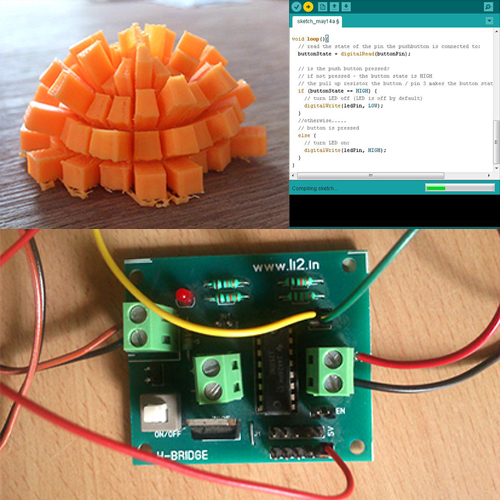 sketch_may14a §
void loop(){
// read the state of the pin the pushbutton is connected to:
buttonState = digitalRead(buttonPin);
// is the push button pressed?
// if not pressed - the button state is HIGH
// the pull up resistor the button / pin 3 makes the button stat
if (buttonState == HIGH) {
// turn LED off (LED is off by default)
digitalWrite(ledPin, LOW);
}
//otherwise.....
// button is pressed
else {
// turn LED on:
digitalWrite(ledPin, HIGH);
}
}
Compiling sketch...
www.li2.in
EN
5V
ON/OFF
H-BRIDGE